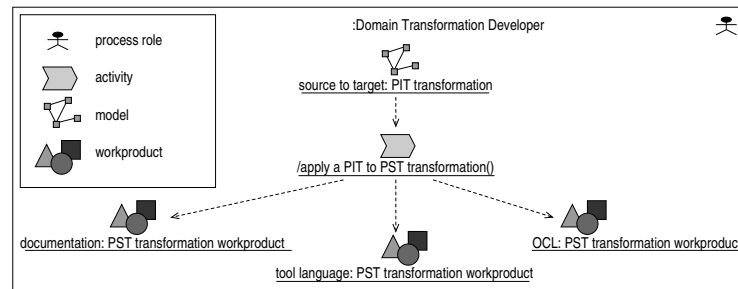 :Domain Transformation Developer
process role
activity
model
workproduct
source to target: PIT transformation
/apply a PIT to PST transformation()
documentation: PST transformation workproduct
tool language: PST transformation workproduct
OCL: PST transformation workproduct